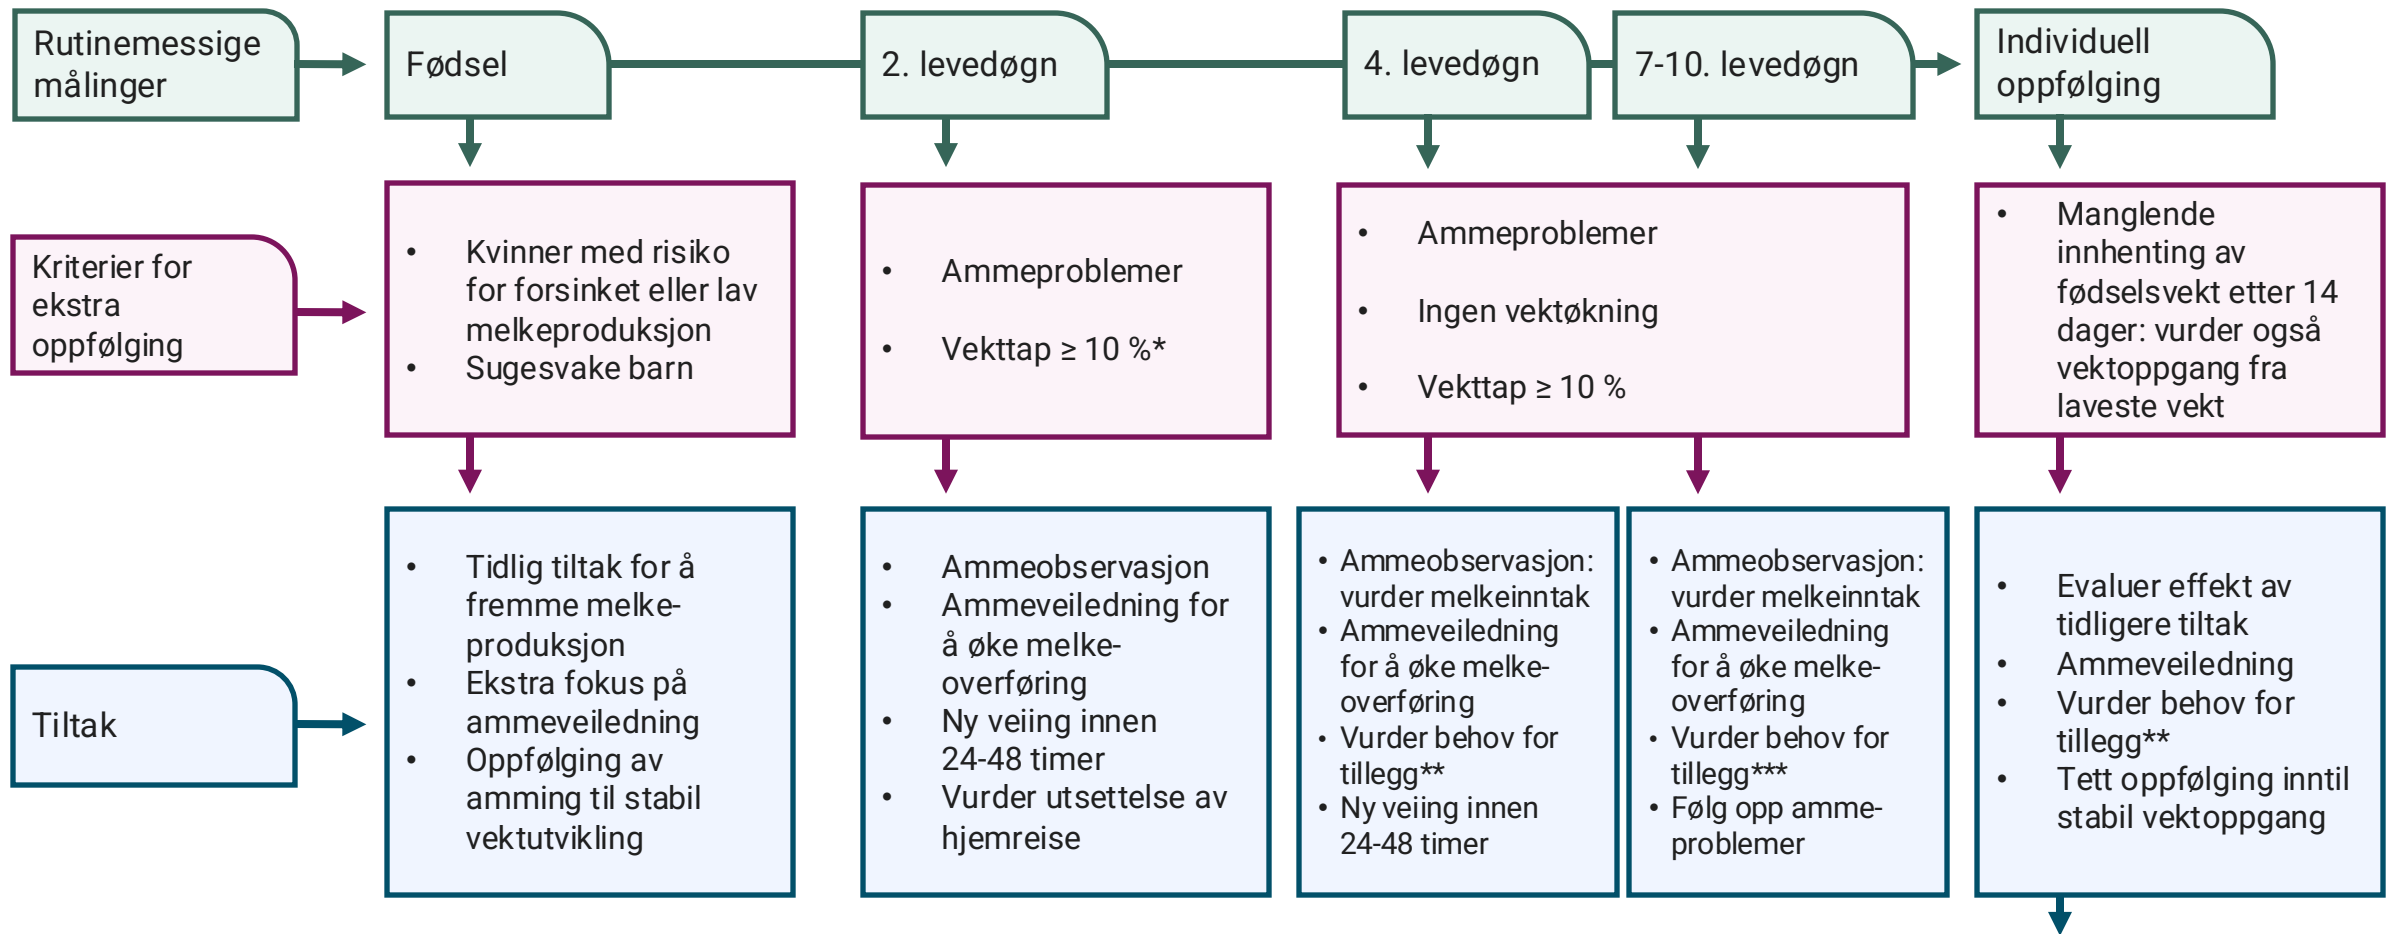 Rutinemessige
målinger
Fødsel
2. levedøgn
4. levedøgn
7-10. levedøgn
Individuell
oppfølging
Kriterier for
ekstra
oppfølging
• Kvinner med risiko
for forsinket eller lav
melkeproduksjon
• Sugesvake barn
• Ammeproblemer
• Vekttap ≥ 10 %*
• Ammeproblemer
• Ingen vektøkning
• Vekttap ≥ 10 %
• Manglende
innhenting av
fødselsvekt etter 14
dager: vurder også
vektoppgang fra
laveste vekt
Tiltak
• Tidlig tiltak for å
fremme melke-
produksjon
• Ekstra fokus på
ammeveiledning
• Oppfølging av
amming til stabil
vektutvikling
• Ammeobservasjon
• Ammeveiledning for
å øke melke-
overføring
• Ny veiing innen
24-48 timer
• Vurder utsettelse av
hjemreise
• Ammeobservasjon:
vurder melkeinntak
• Ammeveiledning
for å øke melke-
overføring
• Vurder behov for
tillegg**
• Ny veiing innen
24-48 timer
• Ammeobservasjon:
vurder melkeinntak
• Ammeveiledning
for å øke melke-
overføring
• Vurder behov for
tillegg***
• Følg opp amme-
problemer
• Evaluer effekt av
tidligere tiltak
• Ammeveiledning
• Vurder behov for
tillegg**
• Tett oppfølging inntil
stabil vektoppgang